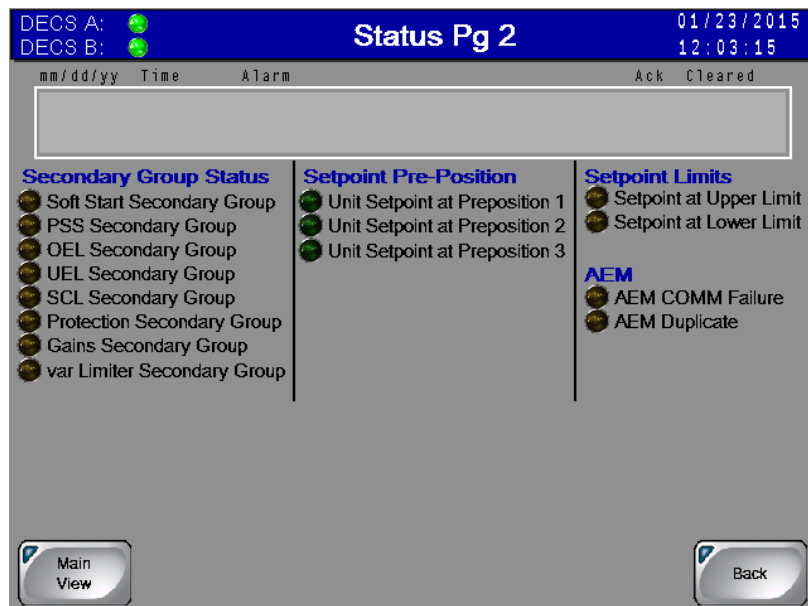 DECS A:
DECS B:
Status Pg 2
01/23/2015
12:03:15
mm/dd/yy Time Alarm Ack Cleared
Secondary Group Status
Soft Start Secondary Group
PSS Secondary Group
OEL Secondary Group
UEL Secondary Group
SCL Secondary Group
Protection Secondary Group
Gains Secondary Group
var Limiter Secondary Group
Setpoint Pre-Position
Unit Setpoint at Preposition 1
Unit Setpoint at Preposition 2
Unit Setpoint at Preposition 3
Setpoint Limits
Setpoint at Upper Limit
Setpoint at Lower Limit
AEM
AEM COMM Failure
AEM Duplicate
Main
View
Back